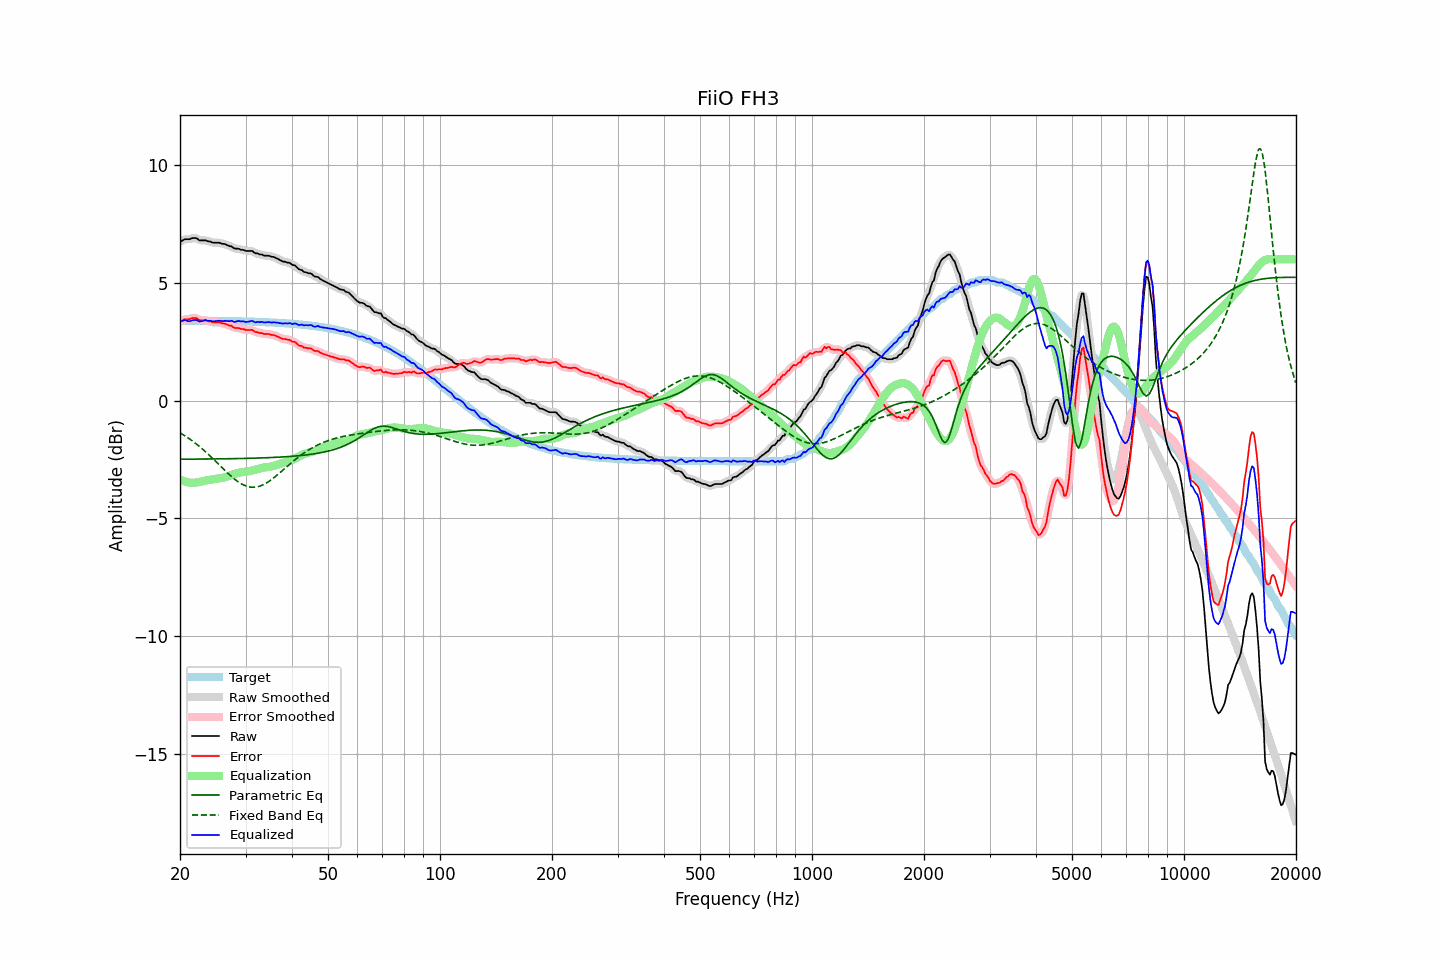 FiiO FH3
Amplitude (dBr)
10
5
0
−5
−10
−15
Target
Raw Smoothed
Error Smoothed
Raw
Error
Equalization
Parametric Eq
Fixed Band Eq
Equalized
20 50 100 200 500 1000 2000 5000 10000 20000
Frequency (Hz)